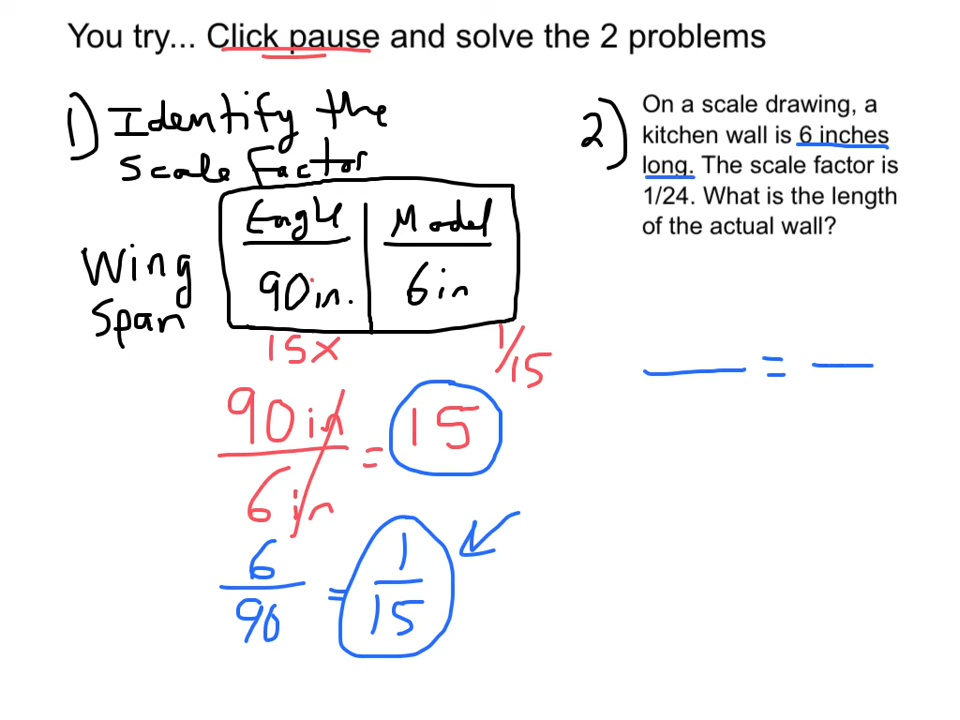 You try... Click pause and solve the 2 problems
1) Identify the
Scale Factor
Eagle Model
Wing
Span
90in. 6in
15x 1/15
90in
6in
= 15
6
90
= 1
15
2) On a scale drawing, a
kitchen wall is 6 inches
long. The scale factor is
1/24. What is the length
of the actual wall?
=